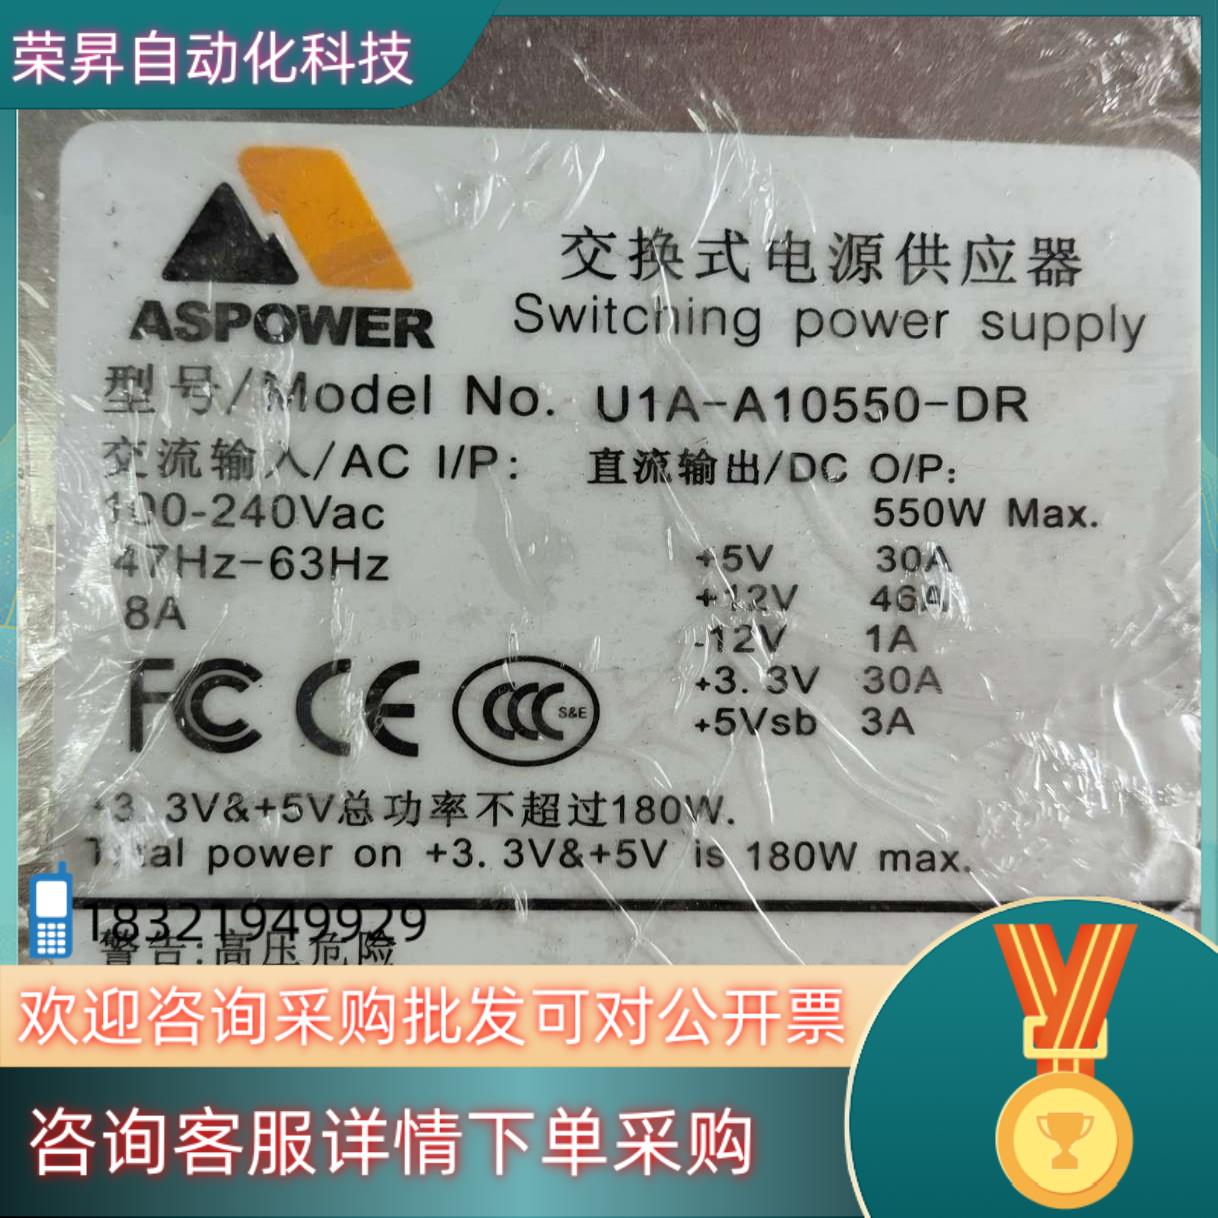 荣昇自动化科技
ASPOWER
交换式电源供应器
Switching power supply
型号/Model No. U1A-A10550-DR
交流输入/AC I/P: 直流输出/DC O/P:
100-240Vac 550W Max.
47Hz-63Hz +5V 30A
8A +12V 46A
-12V 1A
+3.3V 30A
+5Vsb 3A
FC CE CCC S&E
+3.3V&+5V总功率不超过180W.
Total power on +3.3V&+5V is 180W max.
18321949929
警告:高压危险
欢迎咨询采购批发可对公开票
咨询客服详情下单采购